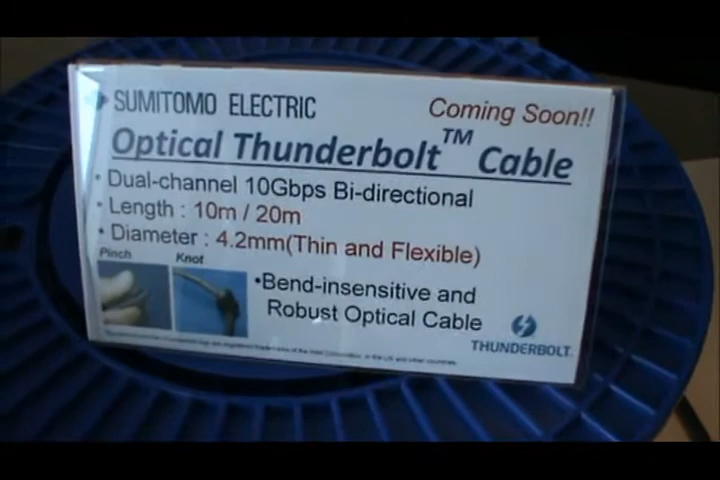 SUMITOMO ELECTRIC
Coming Soon!!
Optical Thunderbolt™ Cable
• Dual-channel 10Gbps Bi-directional
• Length : 10m / 20m
• Diameter : 4.2mm(Thin and Flexible)
Pinch
Knot
•Bend-insensitive and
Robust Optical Cable
THUNDERBOLT.